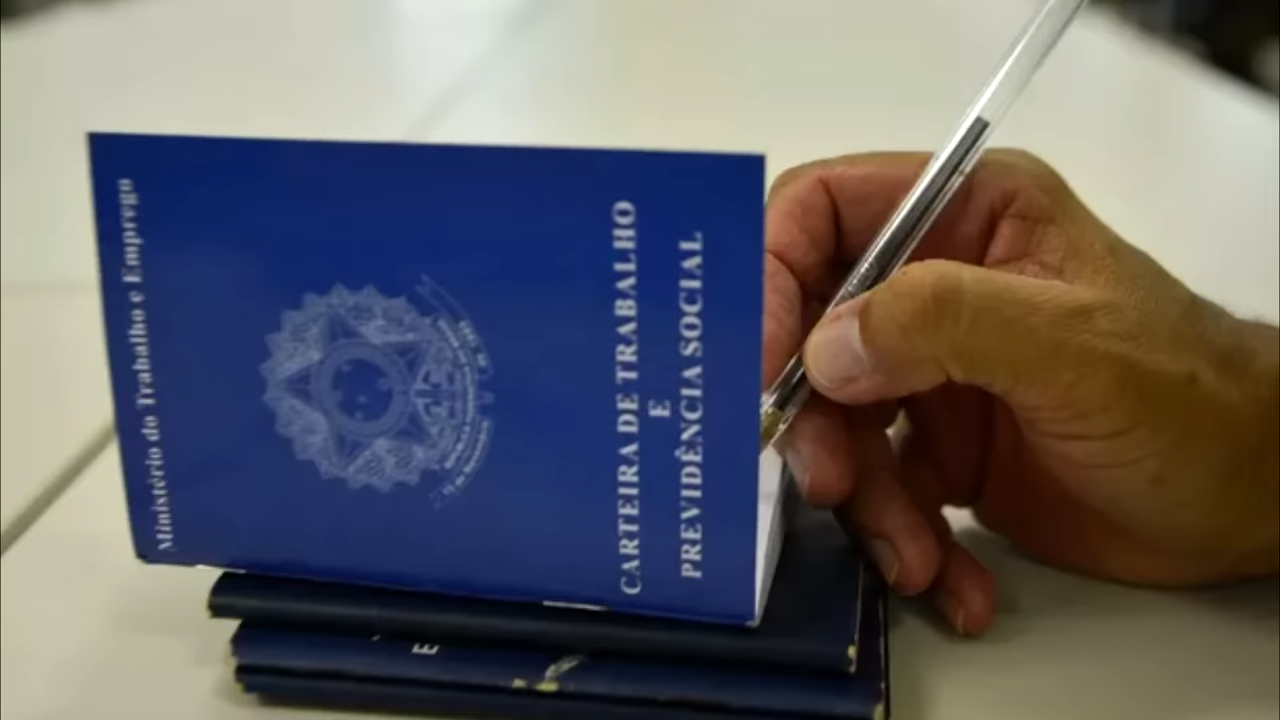 Ministério do Trabalho e Emprego
CARTEIRA DE TRABALHO
E
PREVIDÊNCIA SOCIAL
E